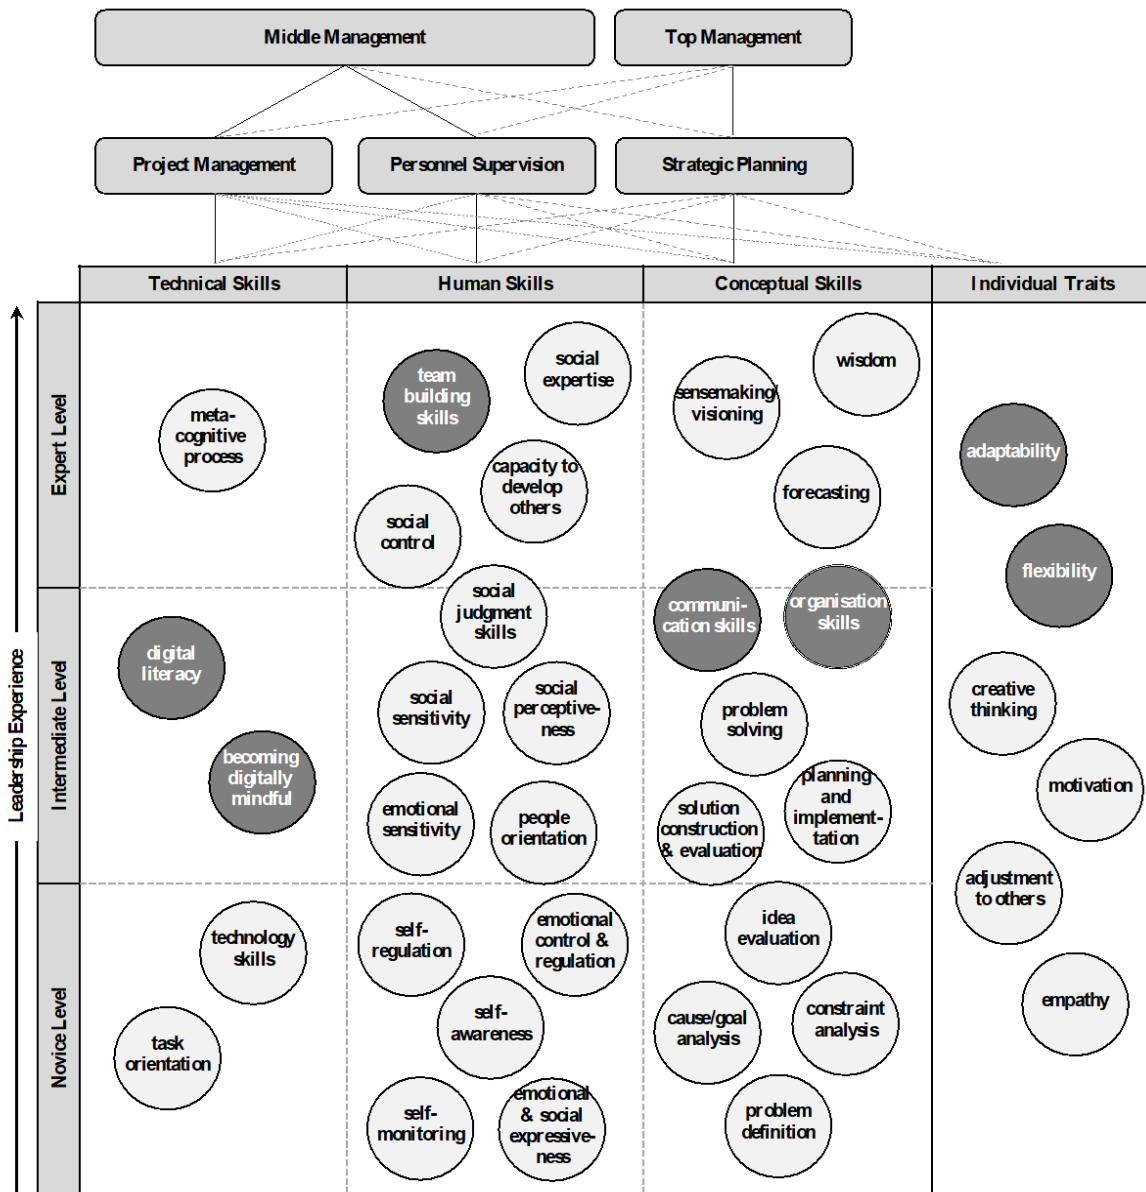 Middle Management
Top Management
Project Management
Personnel Supervision
Strategic Planning
Technical Skills
Human Skills
Conceptual Skills
Individual Traits
Leadership Experience
Expert Level
meta-
cognitive
process
team
building
skills
social
expertise
capacity to
develop
others
social
control
sensemaking/
visioning
wisdom
forecasting
adaptability
flexibility
Intermediate Level
digital
literacy
becoming
digitally
mindful
social
judgment
skills
social
sensitivity
social
perceptive-
ness
emotional
sensitivity
people
orientation
communi-
cation skills
organisation
skills
problem
solving
solution
construction
& evaluation
planning
and
implemen-
tation
creative
thinking
motivation
adjustment
to others
Novice Level
technology
skills
task
orientation
self-
regulation
emotional
control &
regulation
self-
awareness
self-
monitoring
emotional
& social
expressive-
ness
idea
evaluation
cause/goal
analysis
constraint
analysis
problem
definition
empathy